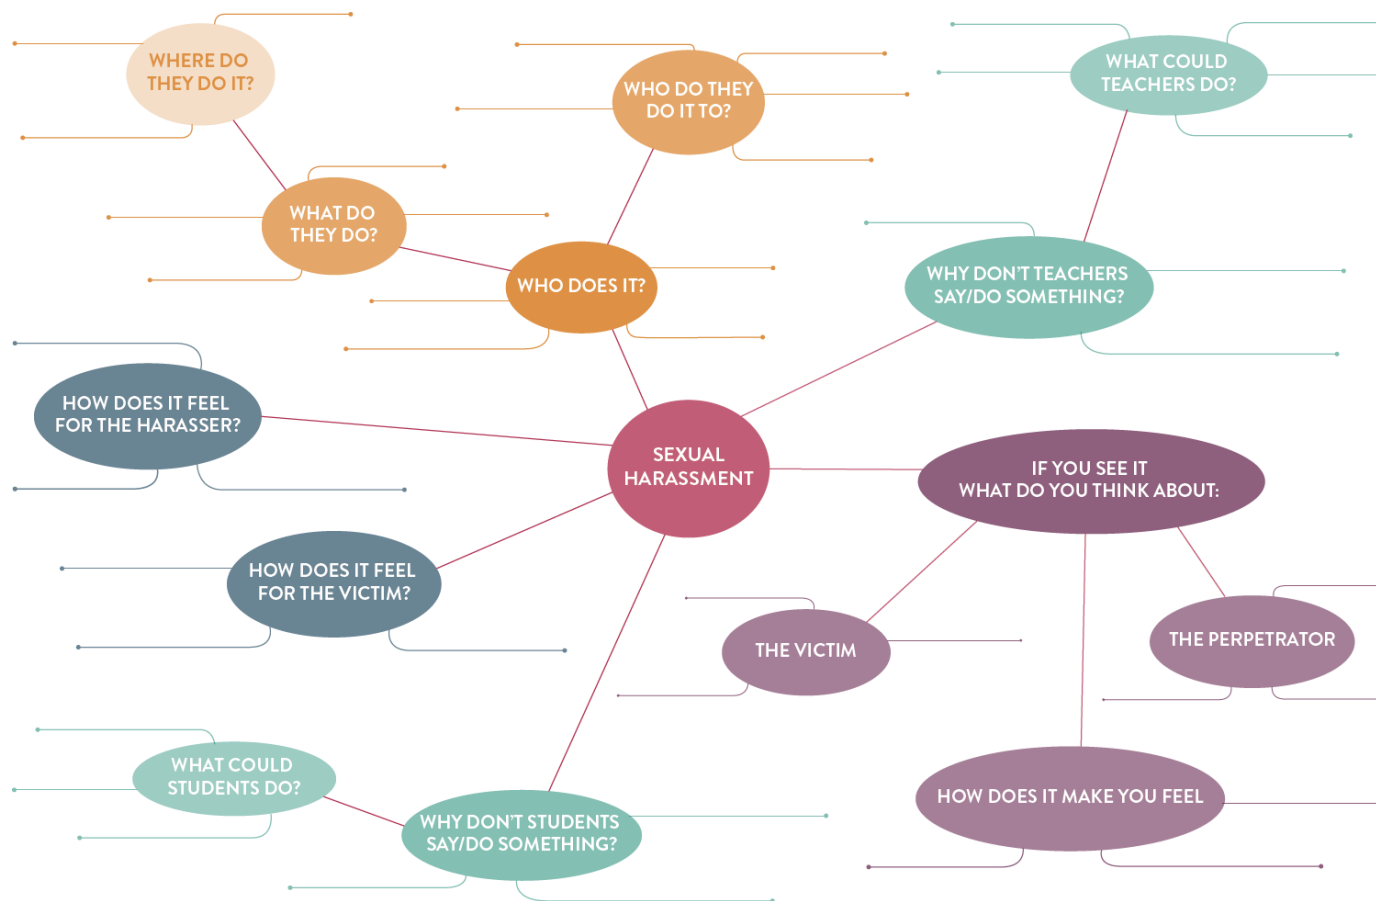 WHERE DO
THEY DO IT?
WHO DO THEY
DO IT TO?
WHAT COULD
TEACHERS DO?
WHAT DO
THEY DO?
WHO DOES IT?
WHY DON'T TEACHERS
SAY/DO SOMETHING?
HOW DOES IT FEEL
FOR THE HARASSER?
SEXUAL
HARASSMENT
IF YOU SEE IT
WHAT DO YOU THINK ABOUT:
HOW DOES IT FEEL
FOR THE VICTIM?
THE VICTIM
THE PERPETRATOR
WHAT COULD
STUDENTS DO?
WHY DON'T STUDENTS
SAY/DO SOMETHING?
HOW DOES IT MAKE YOU FEEL